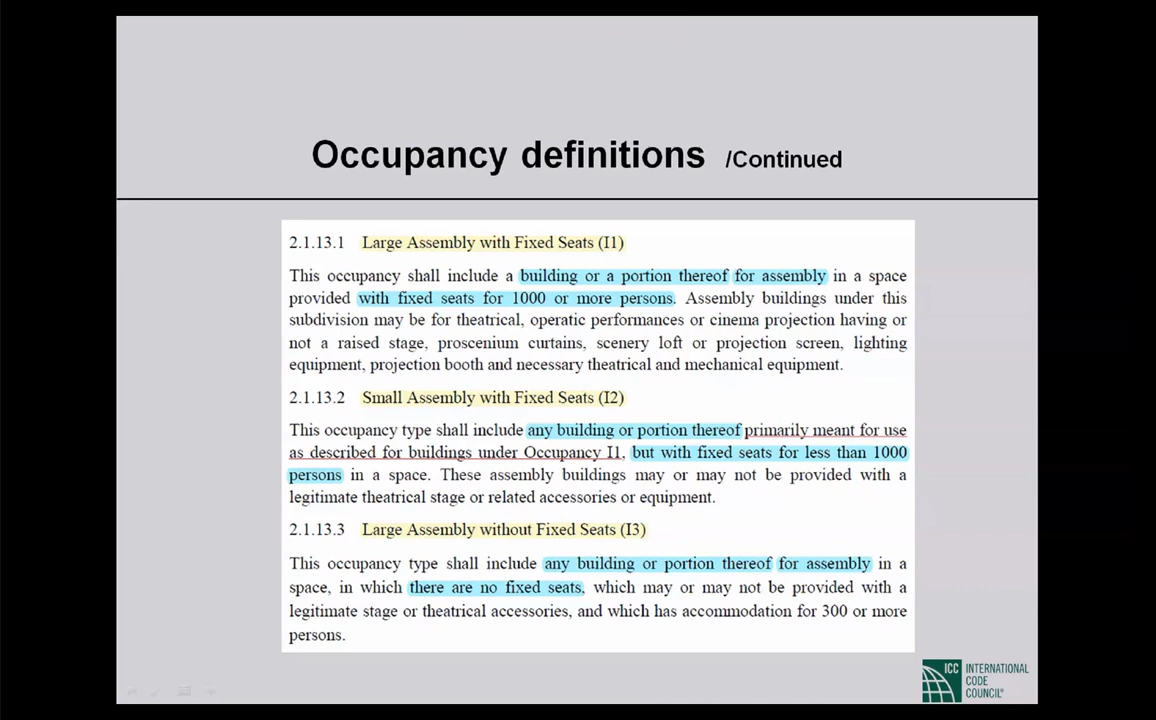 Occupancy definitions /Continued
2.1.13.1 Large Assembly with Fixed Seats (I1)
This occupancy shall include a building or a portion thereof for assembly in a space
provided with fixed seats for 1000 or more persons. Assembly buildings under this
subdivision may be for theatrical, operatic performances or cinema projection having or
not a raised stage, proscenium curtains, scenery loft or projection screen, lighting
equipment, projection booth and necessary theatrical and mechanical equipment.
2.1.13.2 Small Assembly with Fixed Seats (I2)
This occupancy type shall include any building or portion thereof primarily meant for use
as described for buildings under Occupancy I1, but with fixed seats for less than 1000
persons in a space. These assembly buildings may or may not be provided with a
legitimate theatrical stage or related accessories or equipment.
2.1.13.3 Large Assembly without Fixed Seats (I3)
This occupancy type shall include any building or portion thereof for assembly in a
space, in which there are no fixed seats, which may or may not be provided with a
legitimate stage or theatrical accessories, and which has accommodation for 300 or more
persons.
ICC INTERNATIONAL
CODE
COUNCIL®